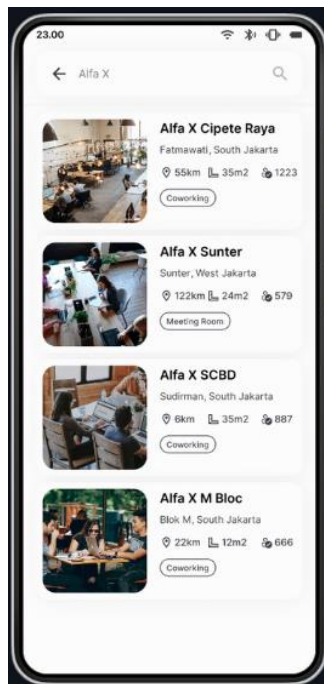 23.00
Alfa X
Alfa X Cipete Raya
Fatmawati, South Jakarta
55km 35m2 1223
Coworking
Alfa X Sunter
Sunter, West Jakarta
122km 24m2 579
Meeting Room
Alfa X SCBD
Sudirman, South Jakarta
6km 35m2 887
Coworking
Alfa X M Bloc
Blok M, South Jakarta
22km 12m2 666
Coworking